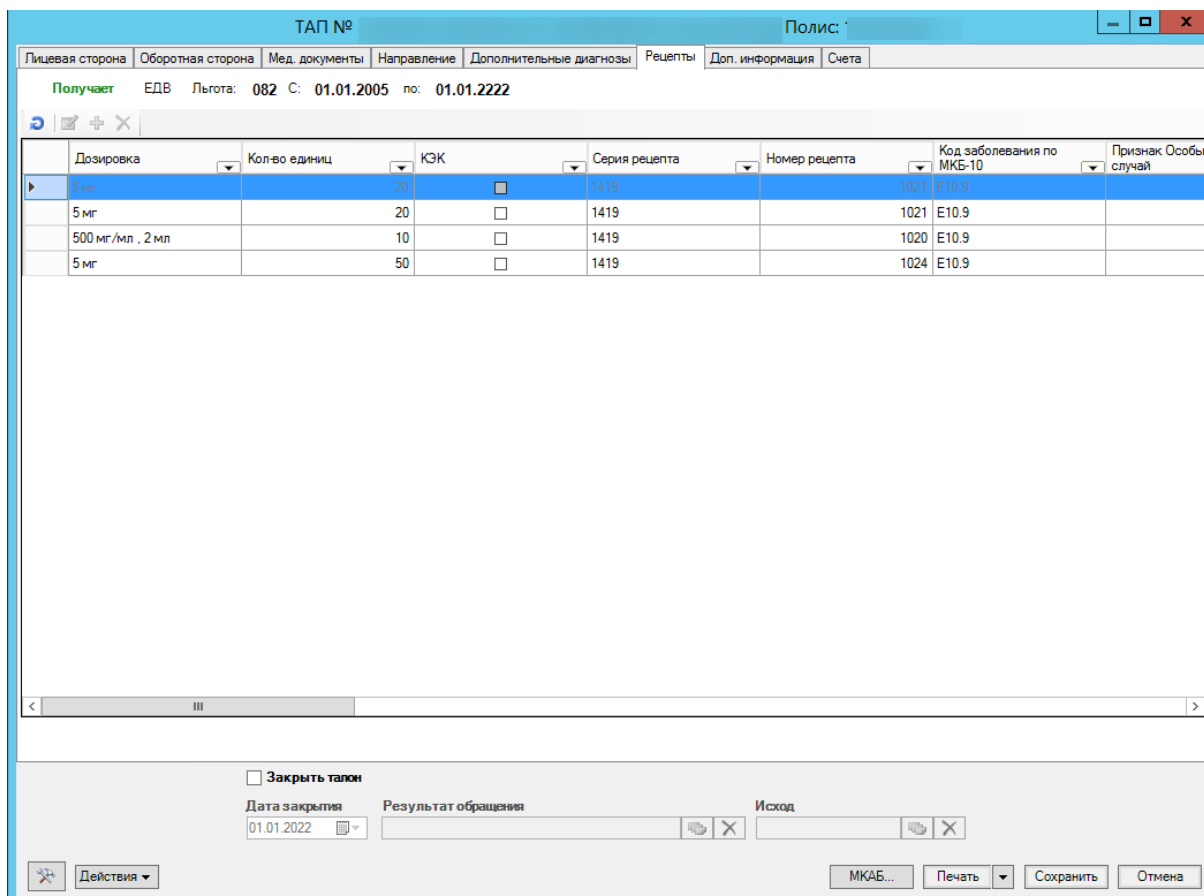 ТАП № Полис:
Лицевая сторона Оборотная сторона Мед. документы Направление Дополнительные диагнозы Рецепты Доп. информация Счета
Получает ЕДВ Льгота: 082 С: 01.01.2005 по: 01.01.2222
Дозировка Кол-во единиц КЭК Серия рецепта Номер рецепта Код заболевания по МКБ-10 Признак Особы случай
5 мг 20 1419 1021 E10.9
5 мг 20 1419 1021 E10.9
500 мг/мл , 2 мл 10 1419 1020 E10.9
5 мг 50 1419 1024 E10.9
Закрыть талон
Дата закрытия Результат обращения Исход
01.01.2022
Действия МКАБ... Печать Сохранить Отмена